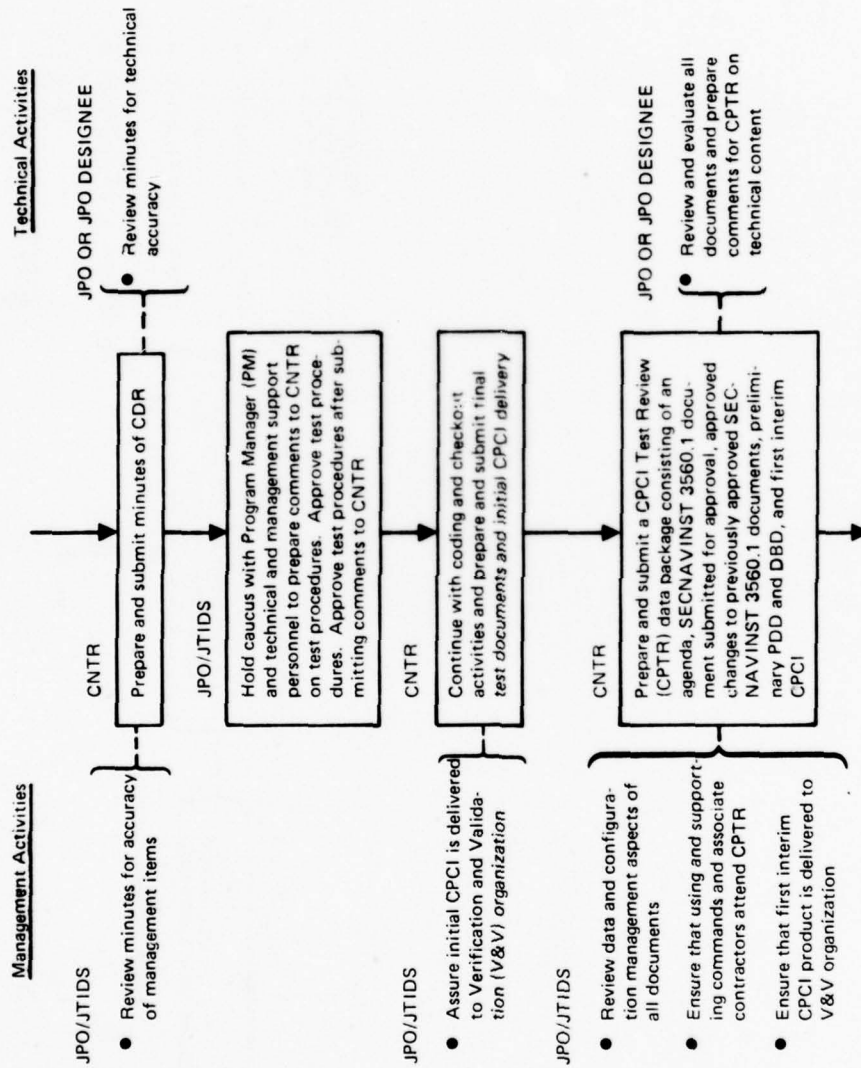 Management Activities
Technical Activities
JPO/JTIDS
● Review minutes for accuracy
of management items
CNTR
Prepare and submit minutes of CDR
JPO OR JPO DESIGNEE
● Review minutes for technical
accuracy
JPO/JTIDS
Hold caucus with Program Manager (PM)
and technical and management support
personnel to prepare comments to CNTR
on test procedures. Approve test proce-
dures. Approve test procedures after sub-
mitting comments to CNTR
JPO/JTIDS
● Assure initial CPCI is delivered
to Verification and Valida-
tion (V&V) organization
CNTR
Continue with coding and checkout
activities and prepare and submit final
test documents and initial CPCI delivery
JPO/JTIDS
● Review data and configura-
tion management aspects of
all documents
● Ensure that using and support-
ing commands and associate
contractors attend CPTR
● Ensure that first interim
CPCI product is delivered to
V&V organization
CNTR
Prepare and submit a CPCI Test Review
(CPTR) data package consisting of an
agenda, SECNAVINST 3560.1 docu-
ment submitted for approval, approved
changes to previously approved SEC-
NAVINST 3560.1 documents, prelimi-
nary PDD and DBD, and first interim
CPCI
JPO OR JPO DESIGNEE
● Review and evaluate all
documents and prepare
comments for CPTR on
technical content